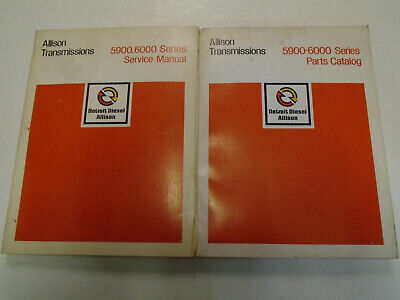 Allison
Transmissions
5900,6000 Series
Service Manual
Detroit Diesel
Allison
Allison
Transmissions
5900-6000 Series
Parts Catalog
Detroit Diesel
Allison